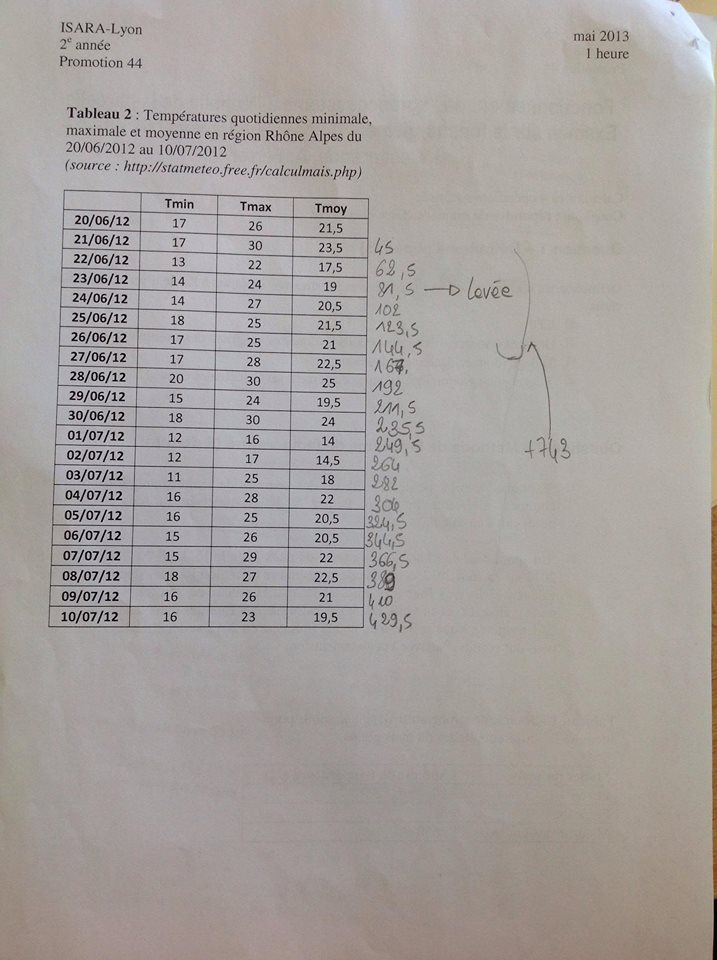 ISARA-Lyon
2e année
Promotion 44
mai 2013
1 heure
Tableau 2 : Températures quotidiennes minimale,
maximale et moyenne en région Rhône Alpes du
20/06/2012 au 10/07/2012
(source : http://statmeteo.free.fr/calculmais.php)
Tmin Tmax Tmoy
20/06/12 17 26 21,5
21/06/12 17 30 23,5 45
22/06/12 13 22 17,5 62,5
23/06/12 14 24 19 81,5 → levée
24/06/12 14 27 20,5 102
25/06/12 18 25 21,5 123,5
26/06/12 17 25 21 144,5
27/06/12 17 28 22,5 167,
28/06/12 20 30 25 192
29/06/12 15 24 19,5 211,5
30/06/12 18 30 24 235,5
01/07/12 12 16 14 249,5
02/07/12 12 17 14,5 264 +743
03/07/12 11 25 18 282
04/07/12 16 28 22 304
05/07/12 16 25 20,5 324,5
06/07/12 15 26 20,5 344,5
07/07/12 15 29 22 366,5
08/07/12 18 27 22,5 389
09/07/12 16 26 21 410
10/07/12 16 23 19,5 429,5